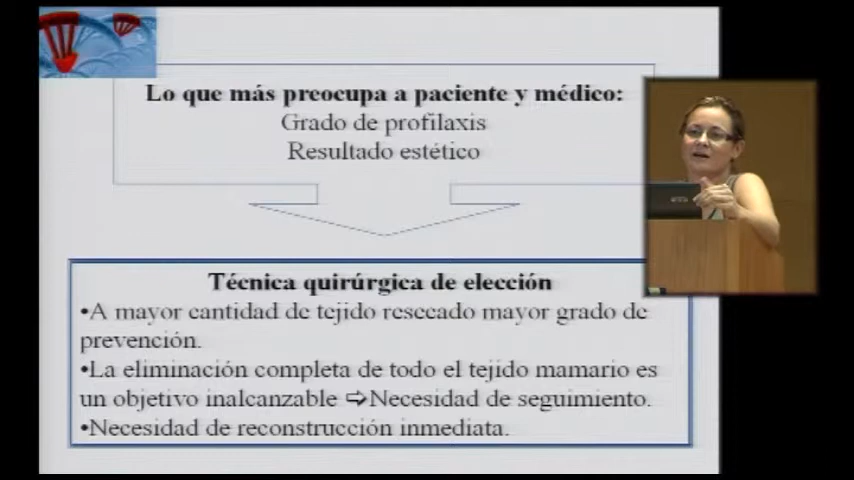 Lo que más preocupa a paciente y médico:
Grado de profilaxis
Resultado estético
Técnica quirúrgica de elección
•A mayor cantidad de tejido resecado mayor grado de
prevención.
•La eliminación completa de todo el tejido mamario es
un objetivo inalcanzable ⇨Necesidad de seguimiento.
•Necesidad de reconstrucción inmediata.